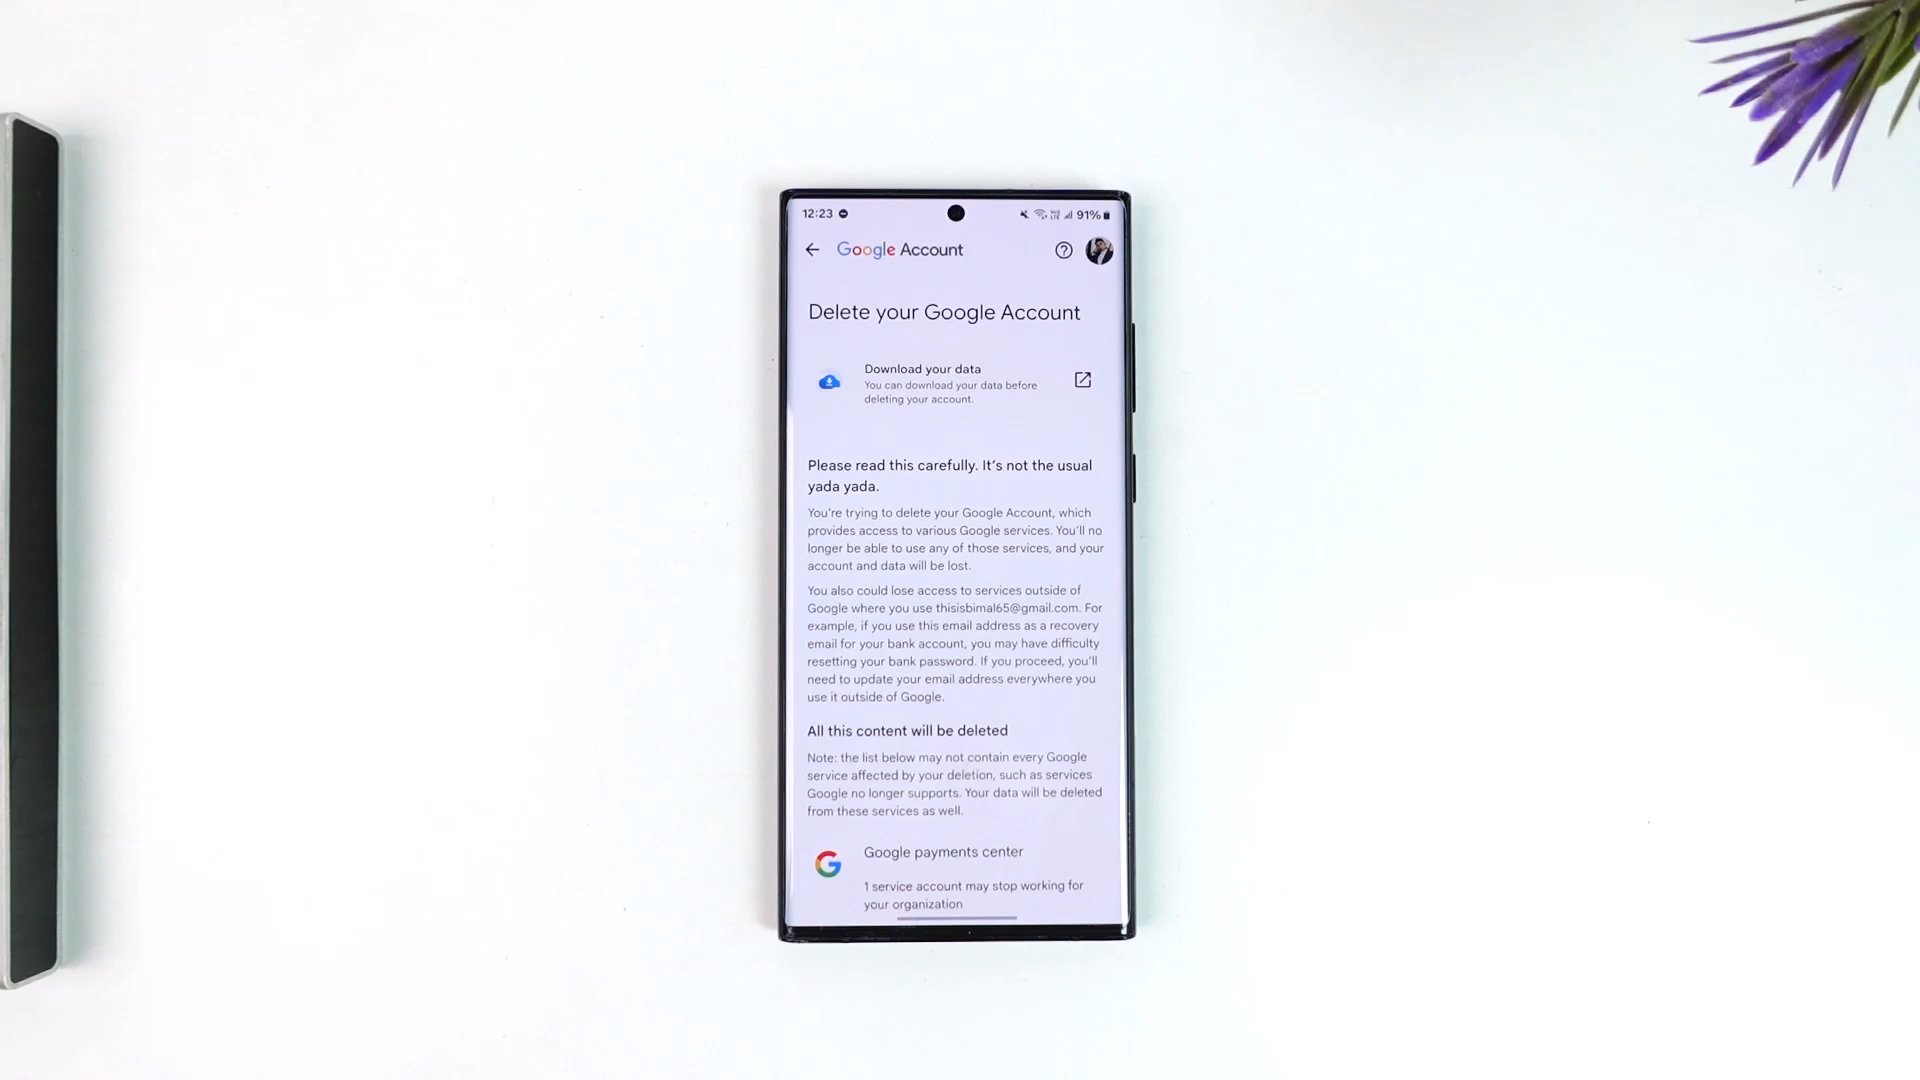 12:23
91%
Google Account
Delete your Google Account
Download your data
You can download your data before
deleting your account.
Please read this carefully. It's not the usual
yada yada.
You're trying to delete your Google Account, which
provides access to various Google services. You'll no
longer be able to use any of those services, and your
account and data will be lost.
You also could lose access to services outside of
Google where you use thisisbimal65@gmail.com. For
example, if you use this email address as a recovery
email for your bank account, you may have difficulty
resetting your bank password. If you proceed, you'll
need to update your email address everywhere you
use it outside of Google.
All this content will be deleted
Note: the list below may not contain every Google
service affected by your deletion, such as services
Google no longer supports. Your data will be deleted
from these services as well.
Google payments center
1 service account may stop working for
your organization